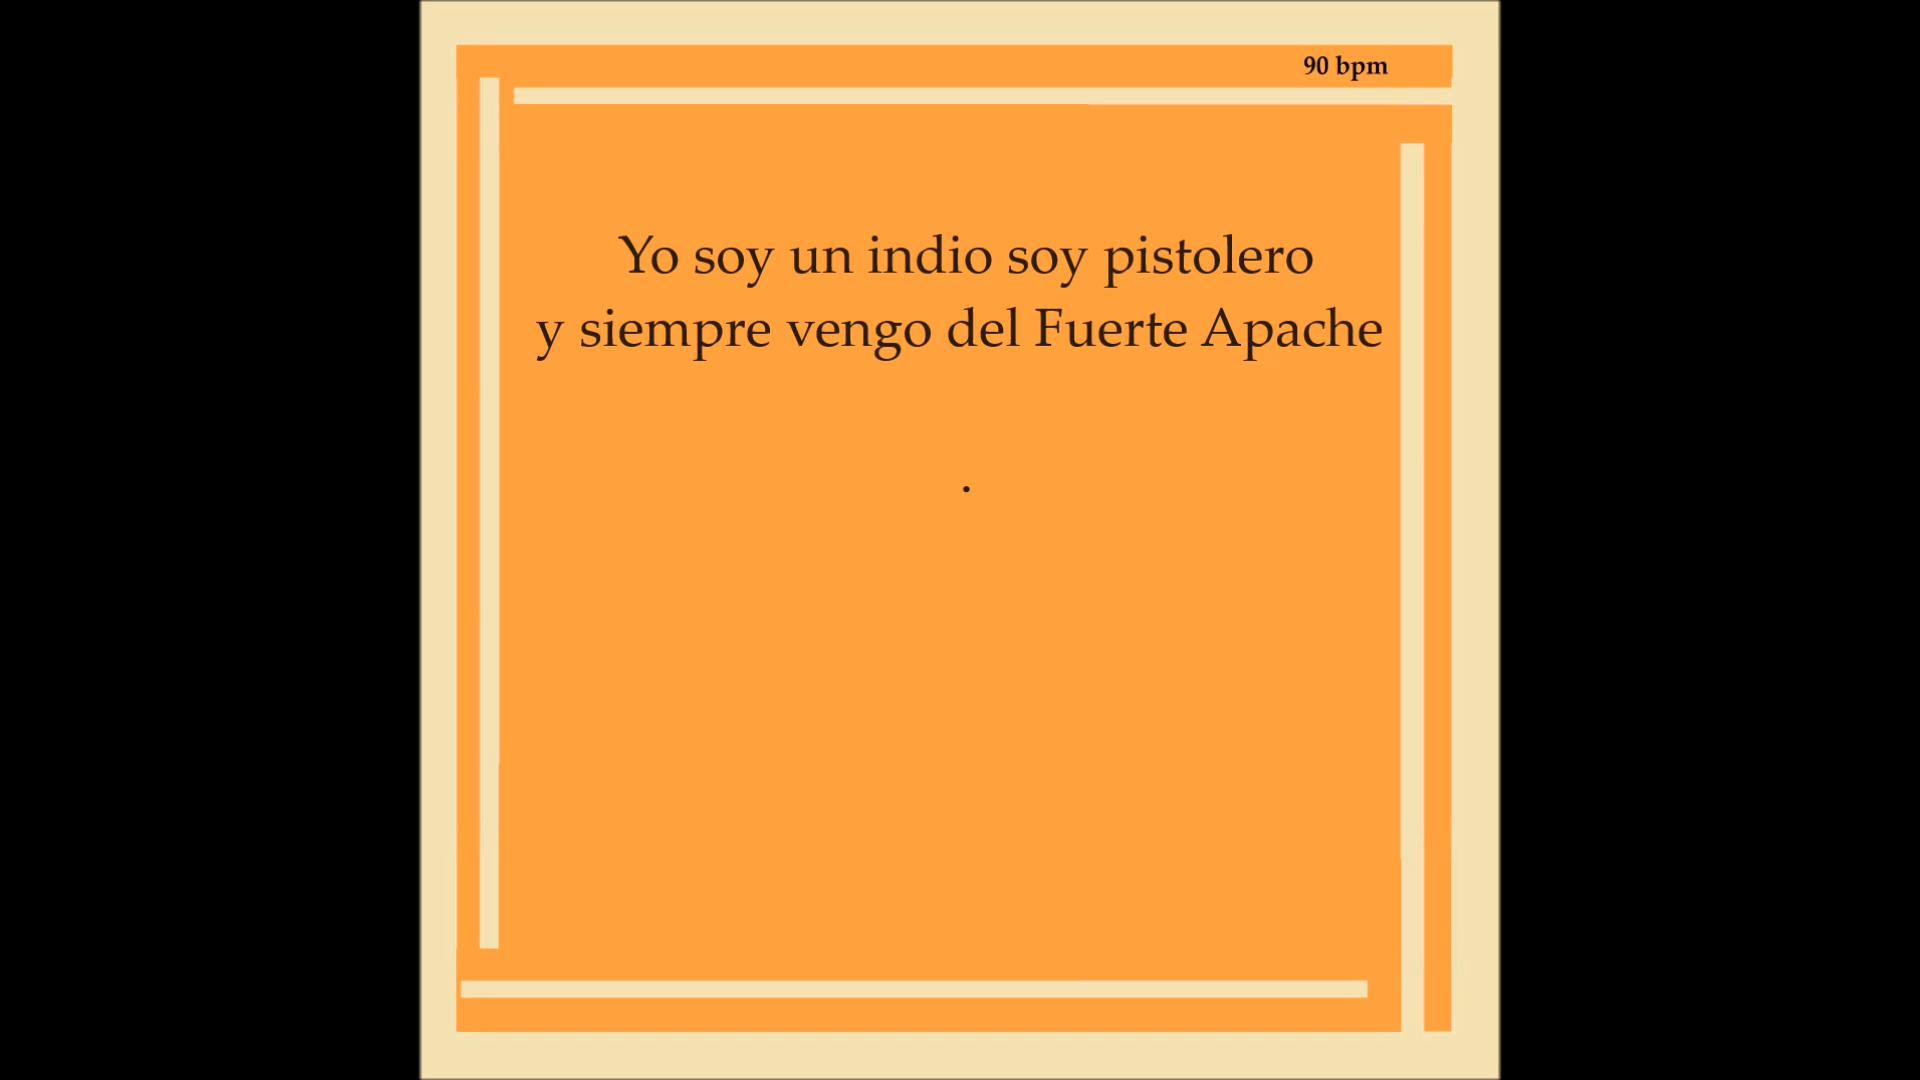 90 bpm
Yo soy un indio soy pistolero
y siempre vengo del Fuerte Apache
.